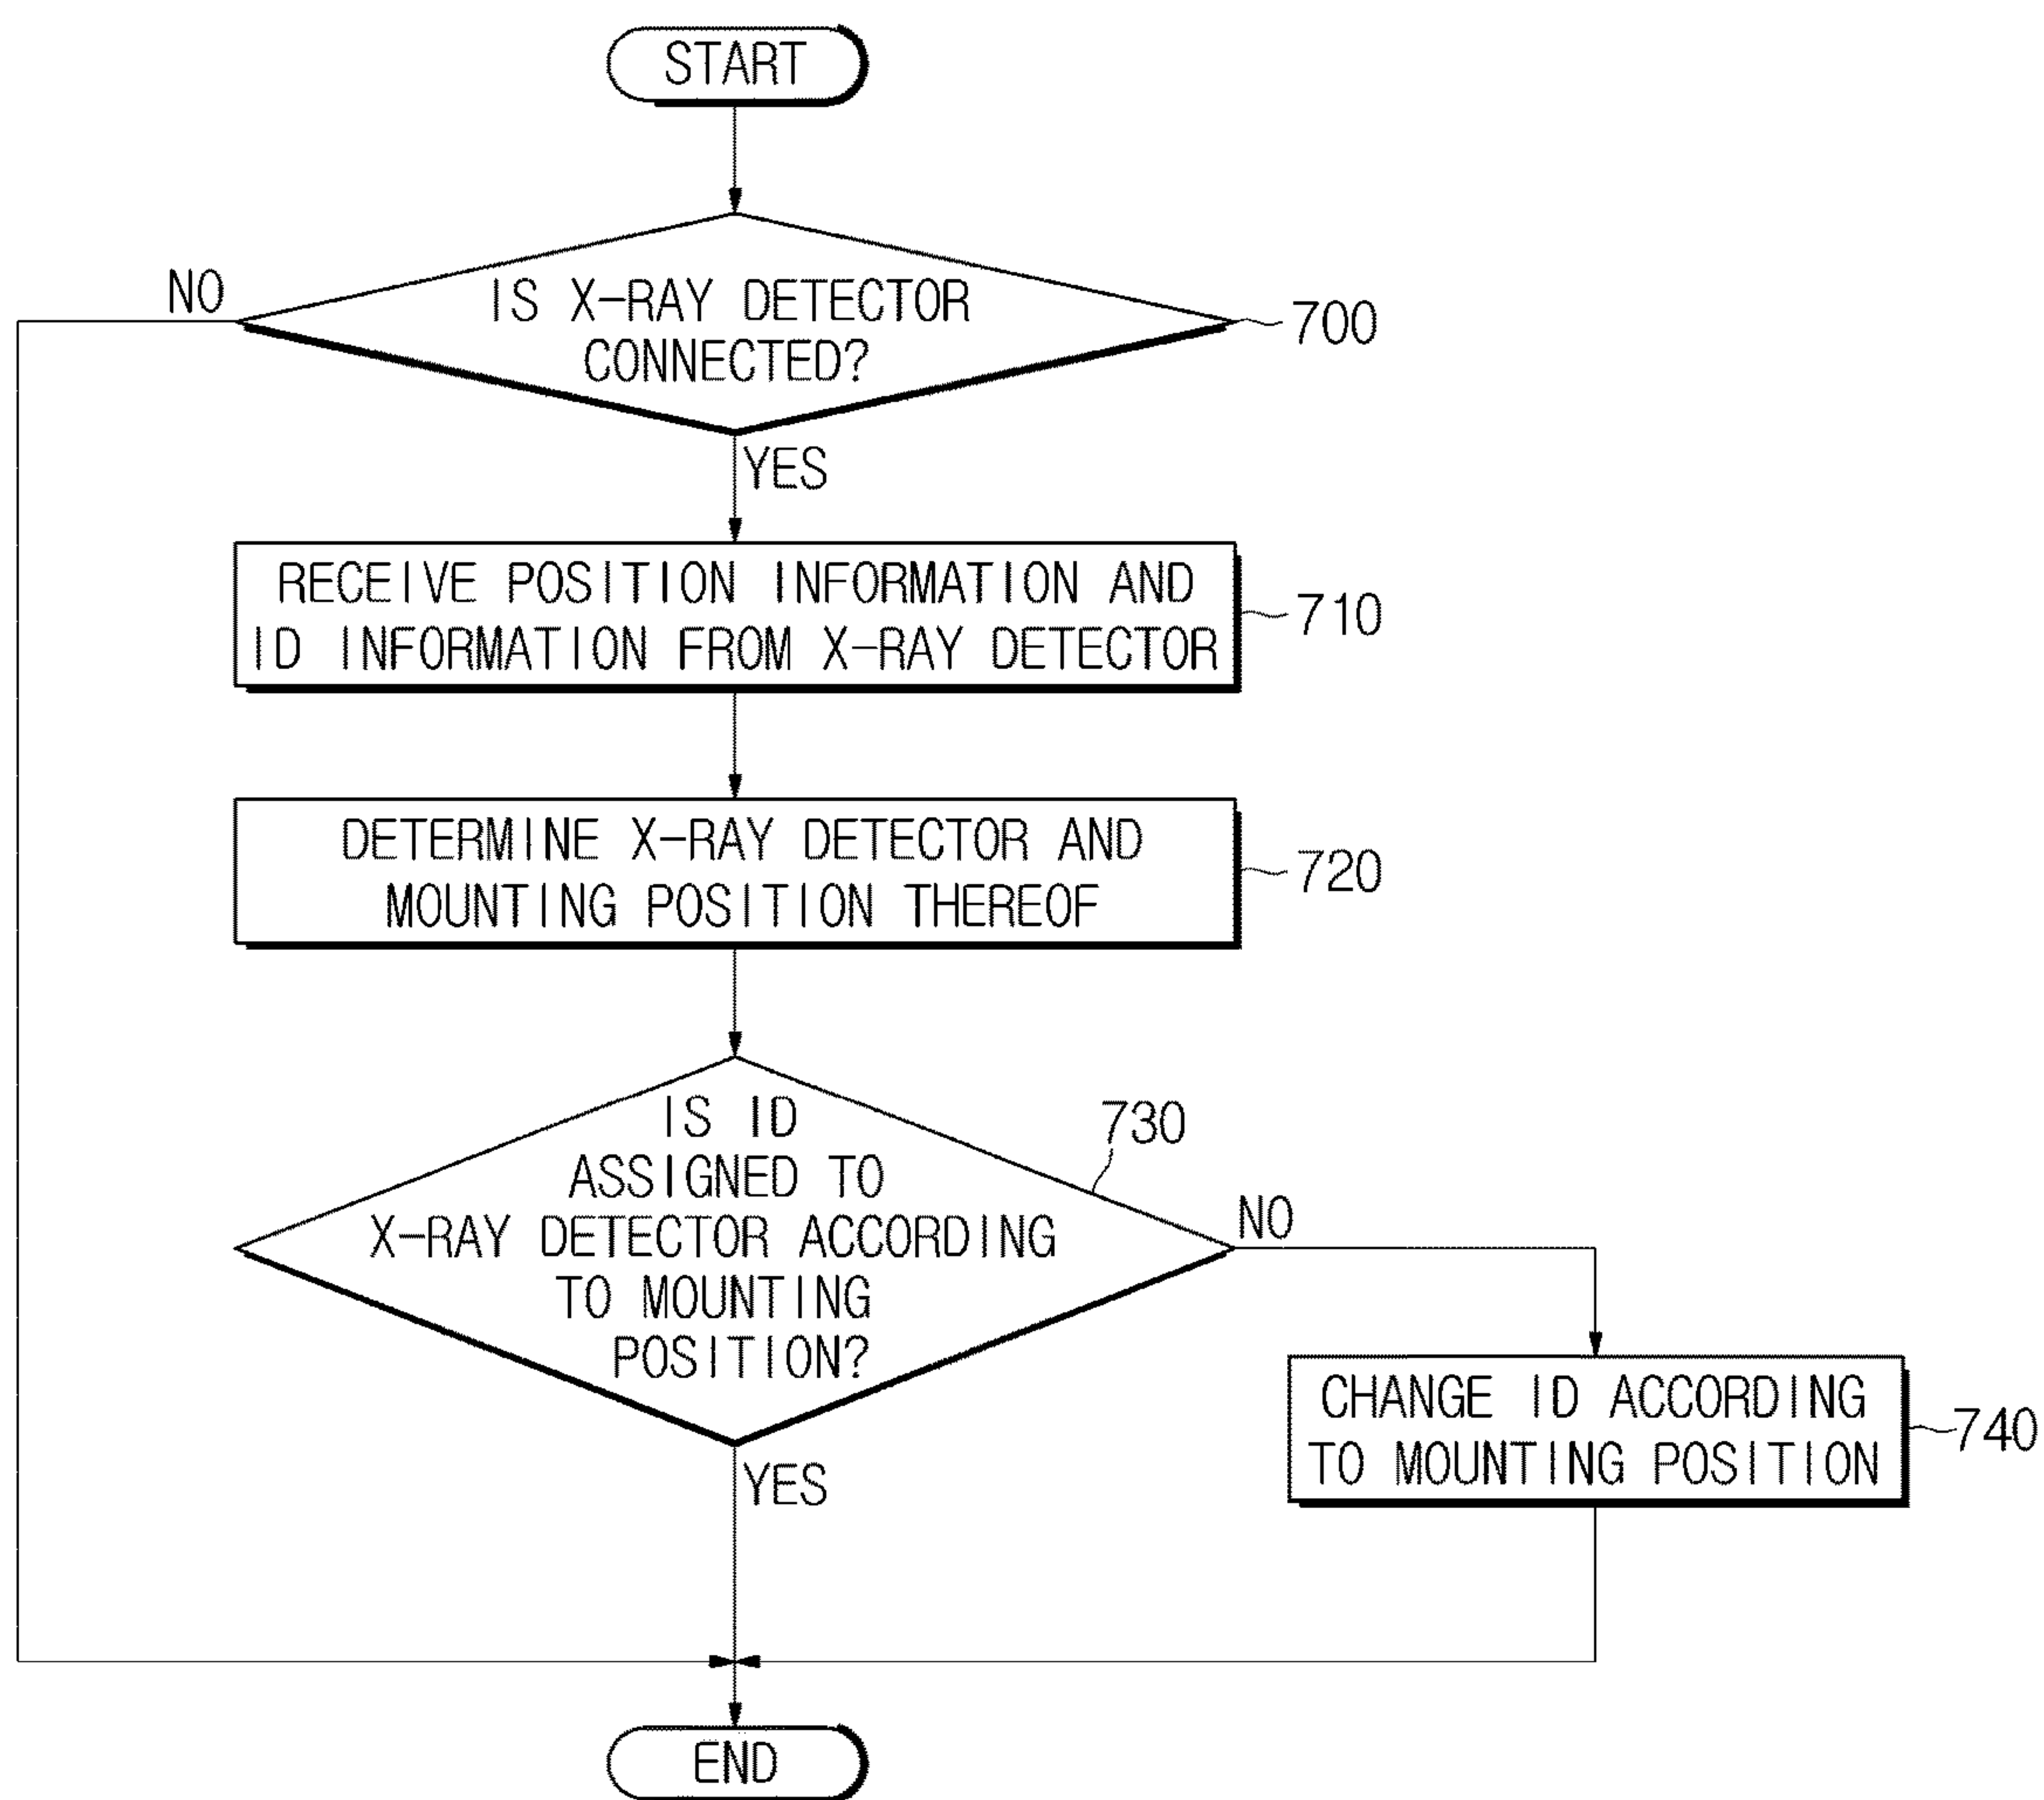 START
NO
IS X-RAY DETECTOR
CONNECTED?
700
YES
RECEIVE POSITION INFORMATION AND
ID INFORMATION FROM X-RAY DETECTOR
710
DETERMINE X-RAY DETECTOR AND
MOUNTING POSITION THEREOF
720
IS ID
ASSIGNED TO
X-RAY DETECTOR ACCORDING
TO MOUNTING
POSITION?
730
NO
YES
CHANGE ID ACCORDING
TO MOUNTING POSITION
740
END